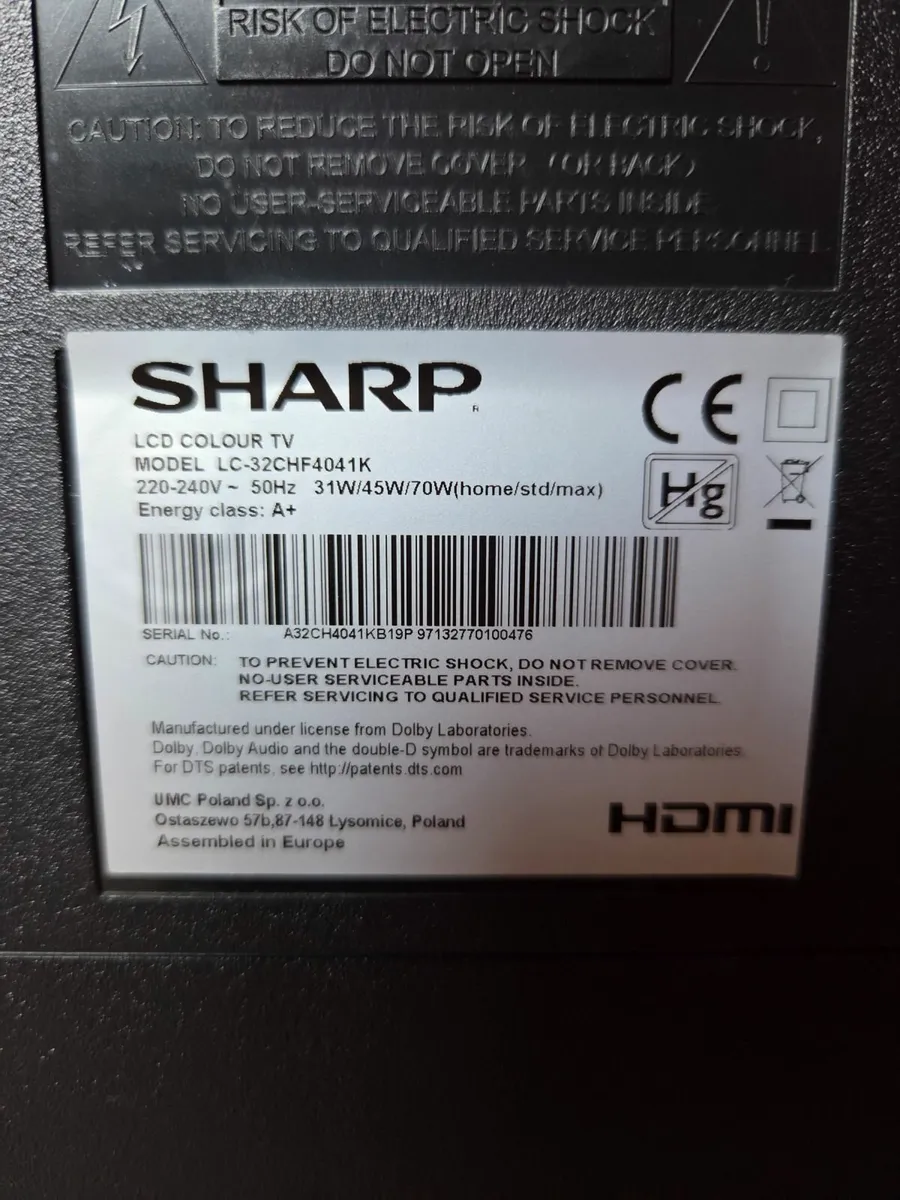 RISK OF ELECTRIC SHOCK
DO NOT OPEN
CAUTION: TO REDUCE THE RISK OF ELECTRIC SHOCK,
DO NOT REMOVE COVER (OR BACK)
NO USER-SERVICEABLE PARTS INSIDE
REFER SERVICING TO QUALIFIED SERVICE PERSONNEL
SHARP
CE
LCD COLOUR TV
MODEL LC-32CHF4041K
220-240V ~ 50Hz 31W/45W/70W(home/std/max)
Energy class: A+
Hg
SERIAL No.: A32CH4041KB19P 97132770100476
CAUTION: TO PREVENT ELECTRIC SHOCK, DO NOT REMOVE COVER.
NO-USER SERVICEABLE PARTS INSIDE.
REFER SERVICING TO QUALIFIED SERVICE PERSONNEL.
Manufactured under license from Dolby Laboratories.
Dolby, Dolby Audio and the double-D symbol are trademarks of Dolby Laboratories.
For DTS patents, see http://patents.dts.com
UMC Poland Sp. z o.o.
Ostaszewo 57b,87-148 Łysomice, Poland
Assembled in Europe
HDMI